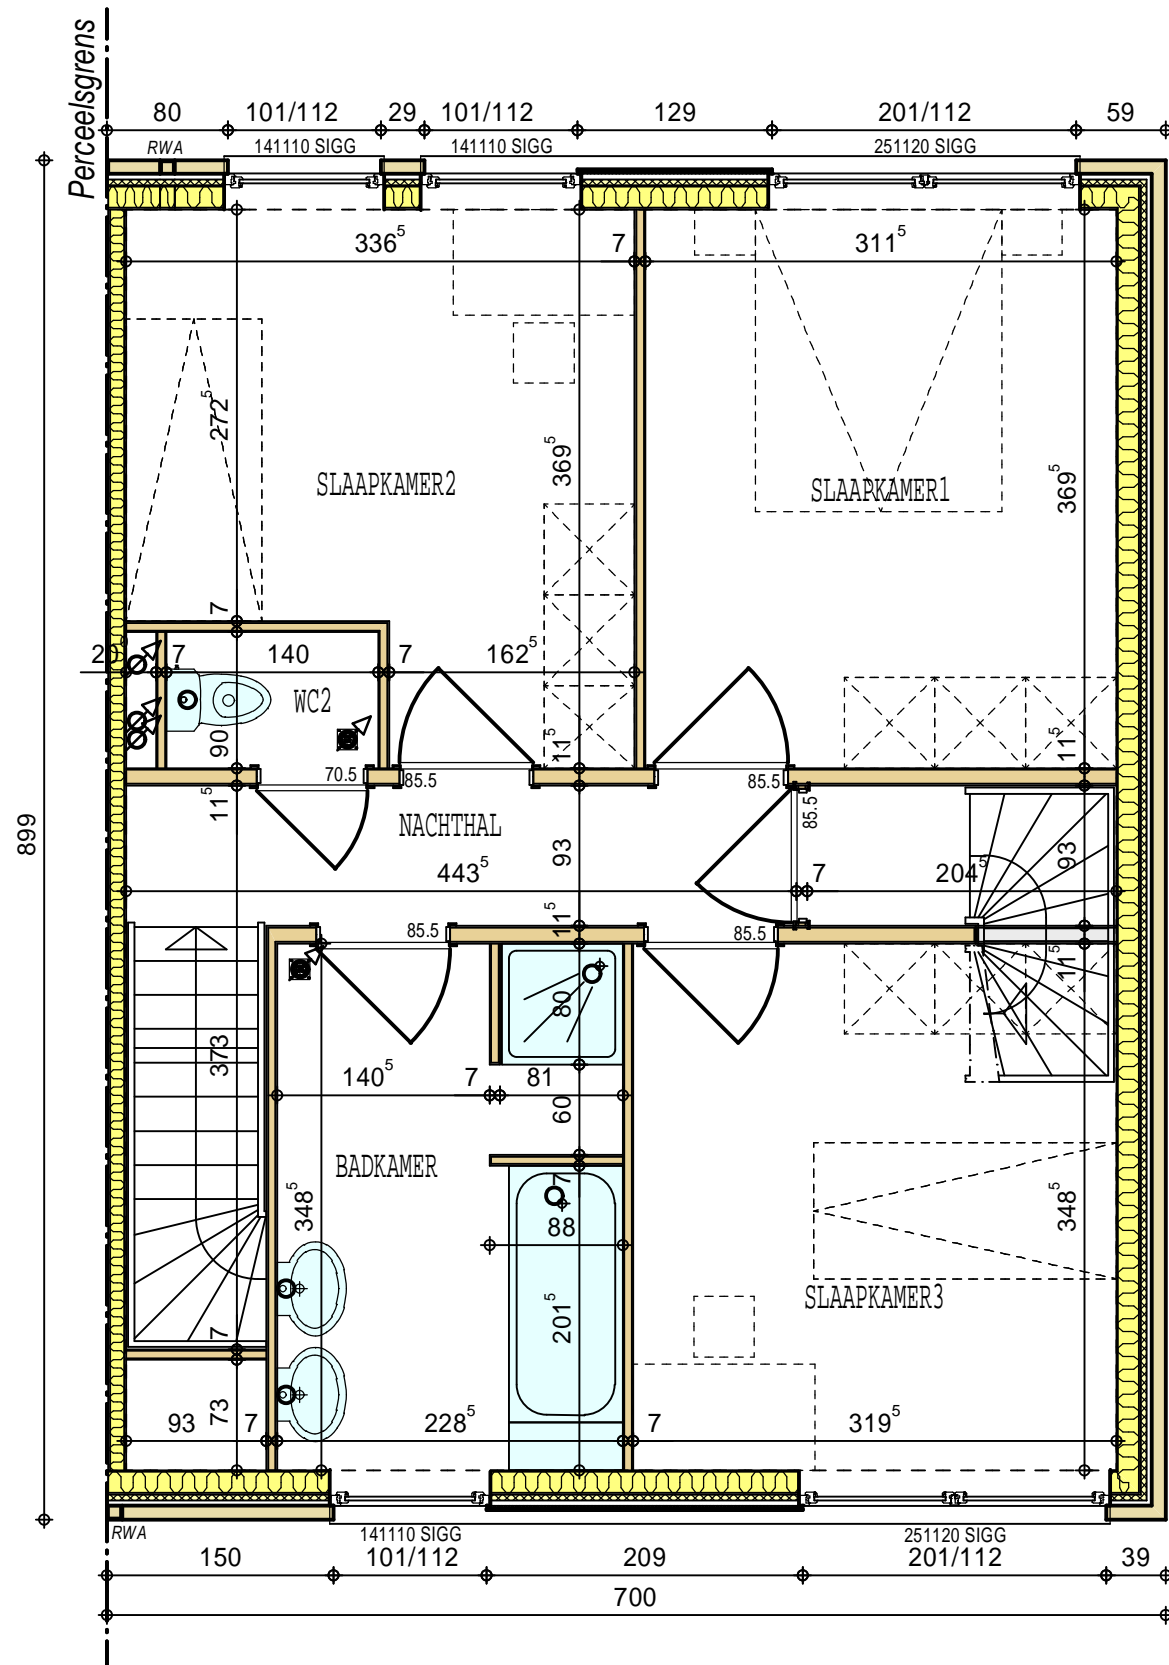 Perceelsgrens
80 101/112 29 101/112 129 201/112 59
RWA 141110 SIGG 141110 SIGG 251120 SIGG
336⁵ 7 311⁵
272⁵
369⁵ 369⁵
SLAAPKAMER2 SLAAPKAMER1
7
20 7 140 7 162⁵
WC2
90 11⁵ 11⁵
70.5 85.5 85.5
11⁵ 85.5
NACHTHAL
899
93 93
443⁵ 7 204⁵
11⁵ 85.5 85.5 11⁵
80
373
140⁵ 7 81
60
BADKAMER
7
348⁵ 348⁵
88
SLAAPKAMER3
201⁵
7
73
93 7 228⁵ 7 319⁵
RWA 141110 SIGG 251120 SIGG
150 101/112 209 201/112 39
700